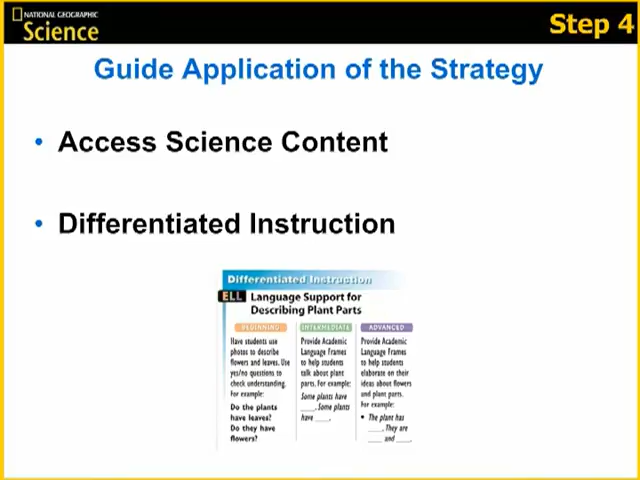 NATIONAL GEOGRAPHIC
Science
Step 4
Guide Application of the Strategy
• Access Science Content
• Differentiated Instruction
Differentiated Instruction
ELL Language Support for
Describing Plant Parts
BEGINNING
Have students use
photos to describe
flowers and leaves. Use
yes/no questions to
check understanding.
For example:
Do the plants
have leaves?
Do they have
flowers?
INTERMEDIATE
Provide Academic
Language Frames
to help students
talk about plant
parts. For example:
Some plants have
____. Some plants
have ____.
ADVANCED
Provide Academic
Language Frames
to help students
elaborate on their
ideas about flowers
and plant parts.
For example:
• The plant has
____. They are
____ and ____.